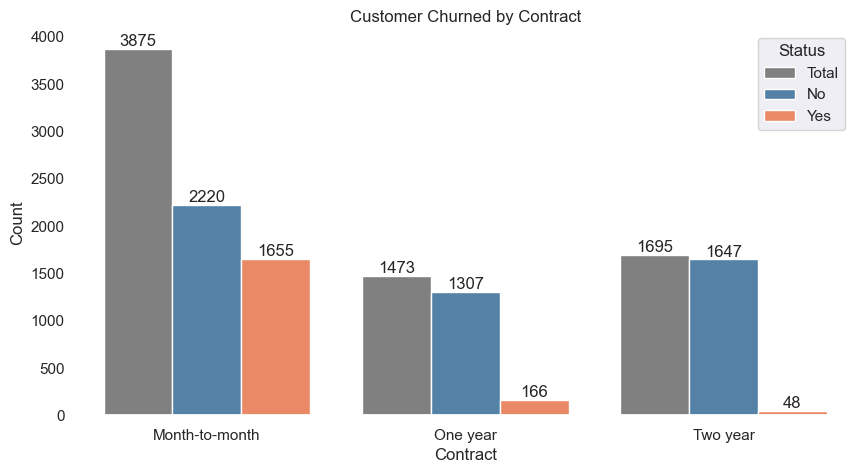 Customer Churned by Contract
Status
Total
No
Yes
Count
4000
3500
3000
2500
2000
1500
1000
500
0
3875
2220
1655
1473
1307
166
1695
1647
48
Month-to-month
One year
Two year
Contract